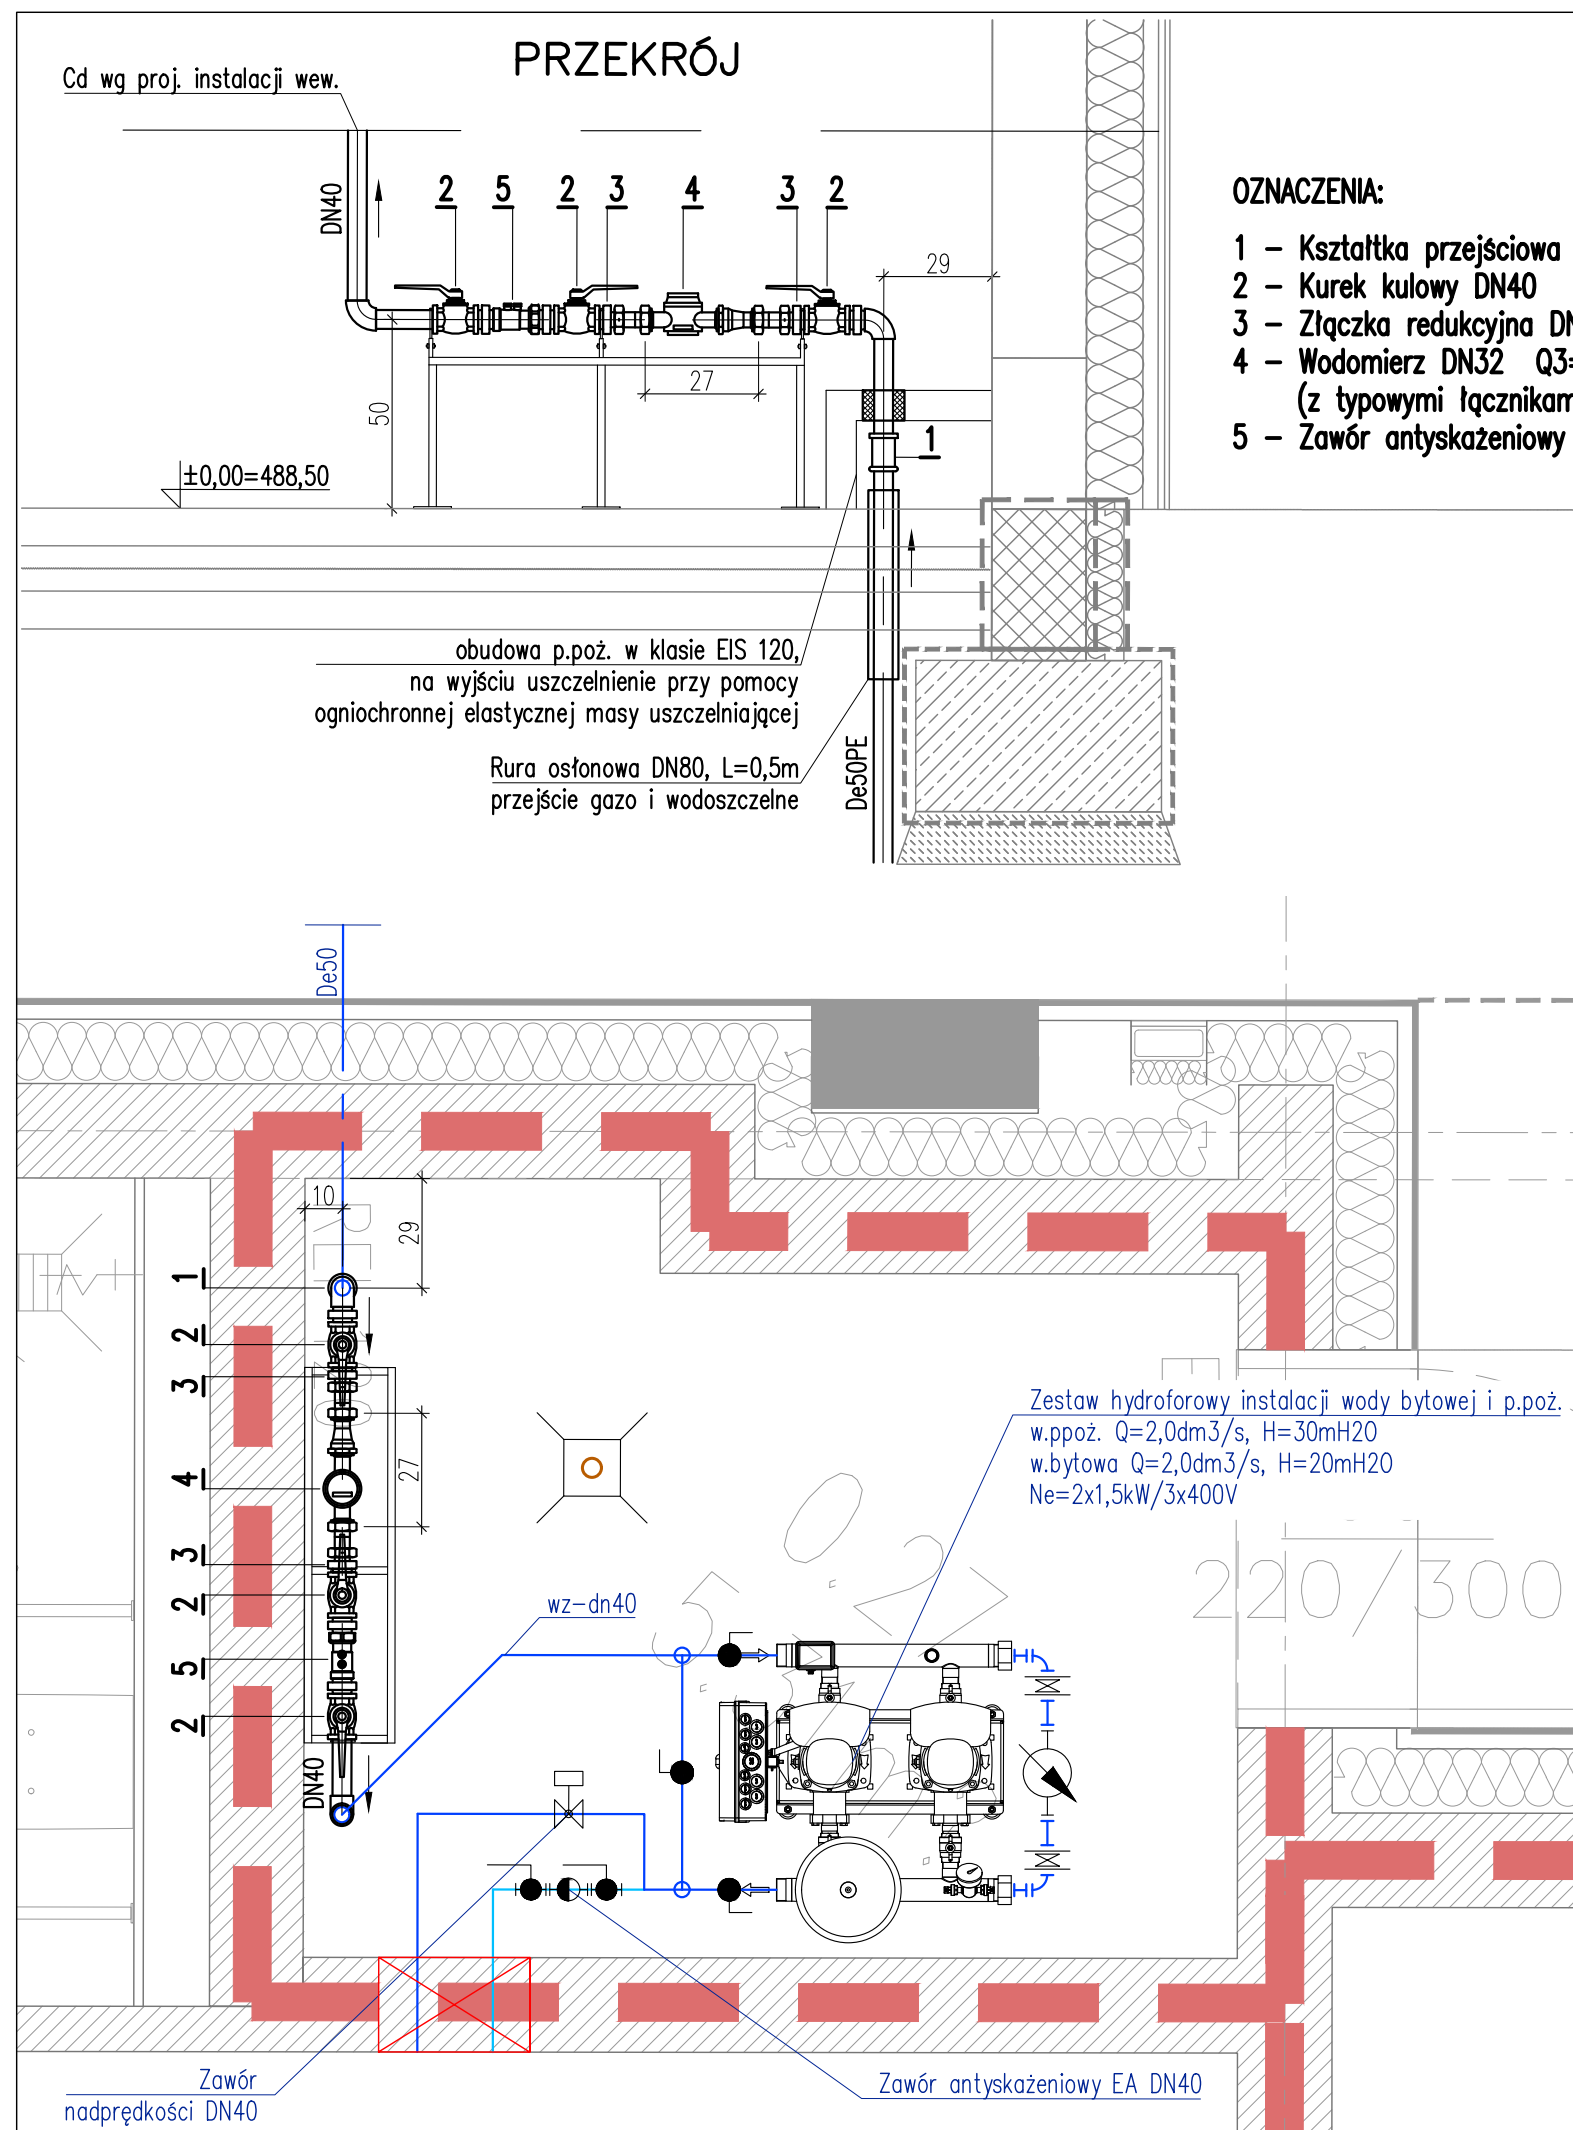 PRZEKRÓJ
Cd wg proj. instalacji wew.
DN40
2 5 2 3 4 3 2
29
27
50
1
±0,00=488,50
OZNACZENIA:
1 – Kształtka przejściowa
2 – Kurek kulowy DN40
3 – Złączka redukcyjna
4 – Wodomierz DN32 Q3=
(z typowymi
5 – Zawór antyskażeniowy
obudowa p.poż. w klasie EIS 120,
na wyjściu uszczelnienie przy pomocy
ogniochronnej elastycznej masy uszczelniającej
Rura osłonowa DN80, L=0,5m
przejście gazo i wodoszczelne
De50PE
De50
10
29
1
2
3
4
27
3
2
5
2
DN40
Zestaw hydroforowy instalacji wody bytowej i p.poż.
w.ppoż. Q=2,0dm3/s, H=30mH2O
w.bytowa Q=2,0dm3/s, H=20mH2O
Ne=2x1,5kW/3x400V
220/300
wz-dn40
Zawór
nadprędkości DN40
Zawór antyskażeniowy EA DN40